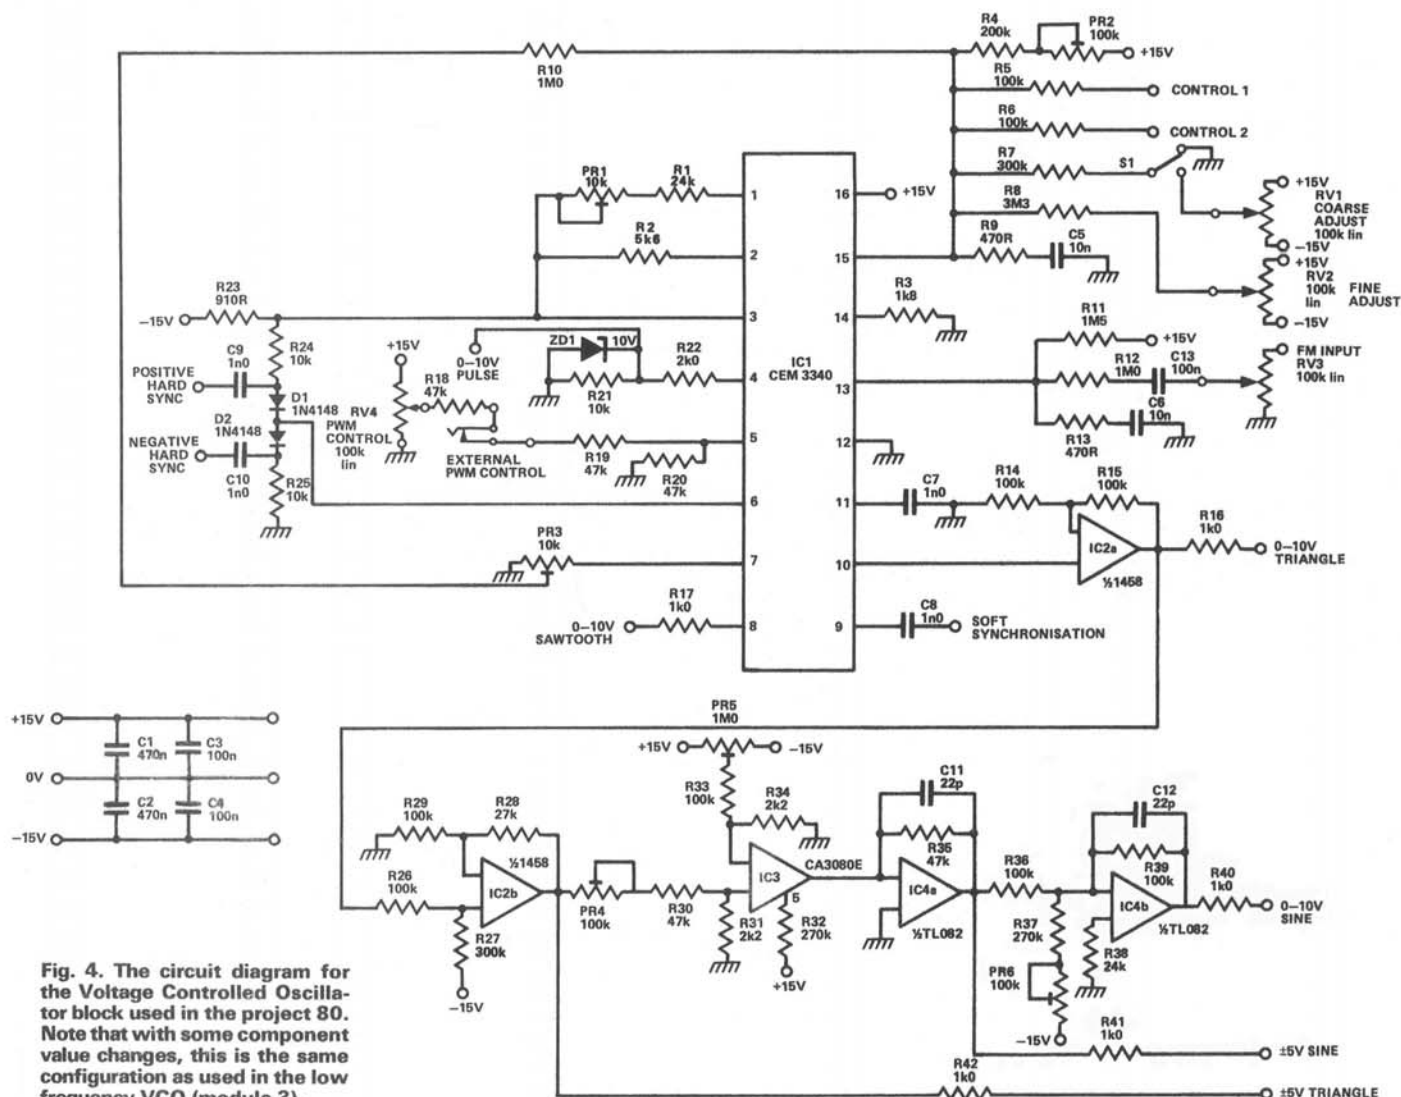 R4
200k
PR2
100k
+15V
R10
1M0
R5
100k
CONTROL 1
R6
100k
CONTROL 2
R7
300k
S1
R8
3M3
+15V
RV1
COARSE
ADJUST
100k lin
-15V
R9
470R
C5
10n
+15V
RV2
100k
lin
FINE
ADJUST
-15V
PR1
10k
R1
24k
1
16
+15V
R2
5k6
2
15
R3
1k8
R23
910R
-15V
3
14
R11
1M5
+15V
FM INPUT
RV3
100k lin
R12
1M0
C13
100n
C6
10n
R13
470R
R24
10k
C9
1n0
POSITIVE
HARD
SYNC
D1
1N4148
D2
1N4148
NEGATIVE
HARD
SYNC
C10
1n0
R25
10k
+15V
RV4
PWM
CONTROL
100k
lin
R18
47k
0–10V
PULSE
ZD1
10V
R22
2k0
R21
10k
4
IC1
CEM 3340
13
EXTERNAL
PWM CONTROL
R19
47k
R20
47k
5
12
6
11
C7
1n0
R14
100k
R15
100k
IC2a
½1458
R16
1k0
0–10V
TRIANGLE
PR3
10k
7
10
R17
1k0
0–10V
SAWTOOTH
8
9
C8
1n0
SOFT
SYNCHRONISATION
+15V
C1
470n
C3
100n
0V
C2
470n
C4
100n
-15V
PR5
1M0
+15V
-15V
R33
100k
R34
2k2
R29
100k
R28
27k
½1458
R26
100k
IC2b
R27
300k
-15V
PR4
100k
R30
47k
R31
2k2
IC3
CA3080E
5
R32
270k
+15V
C11
22p
R35
47k
IC4a
½TL082
R36
100k
R37
270k
PR6
100k
-15V
C12
22p
R39
100k
IC4b
½TL082
R38
24k
R40
1k0
0–10V
SINE
R41
1k0
±5V SINE
R42
1k0
±5V TRIANGLE
Fig. 4. The circuit diagram for
the Voltage Controlled Oscilla-
tor block used in the project 80.
Note that with some component
value changes, this is the same
configuration as used in the low
frequency VCO (module 3)